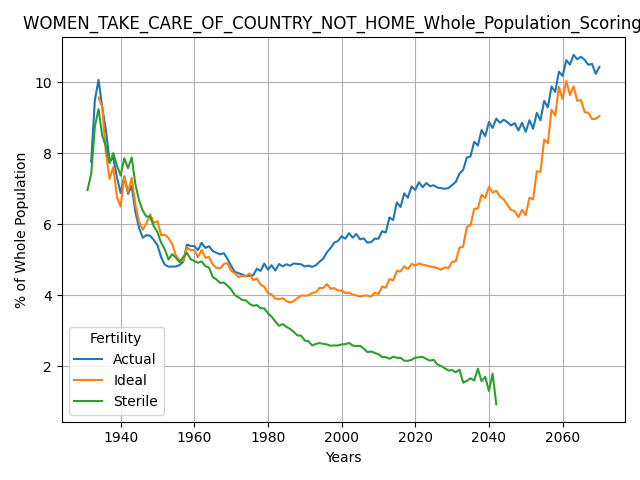 WOMEN_TAKE_CARE_OF_COUNTRY_NOT_HOME_Whole_Population_Scoring
% of Whole Population
10
8
6
4
2
Fertility
Actual
Ideal
Sterile
1940 1960 1980 2000 2020 2040 2060
Years